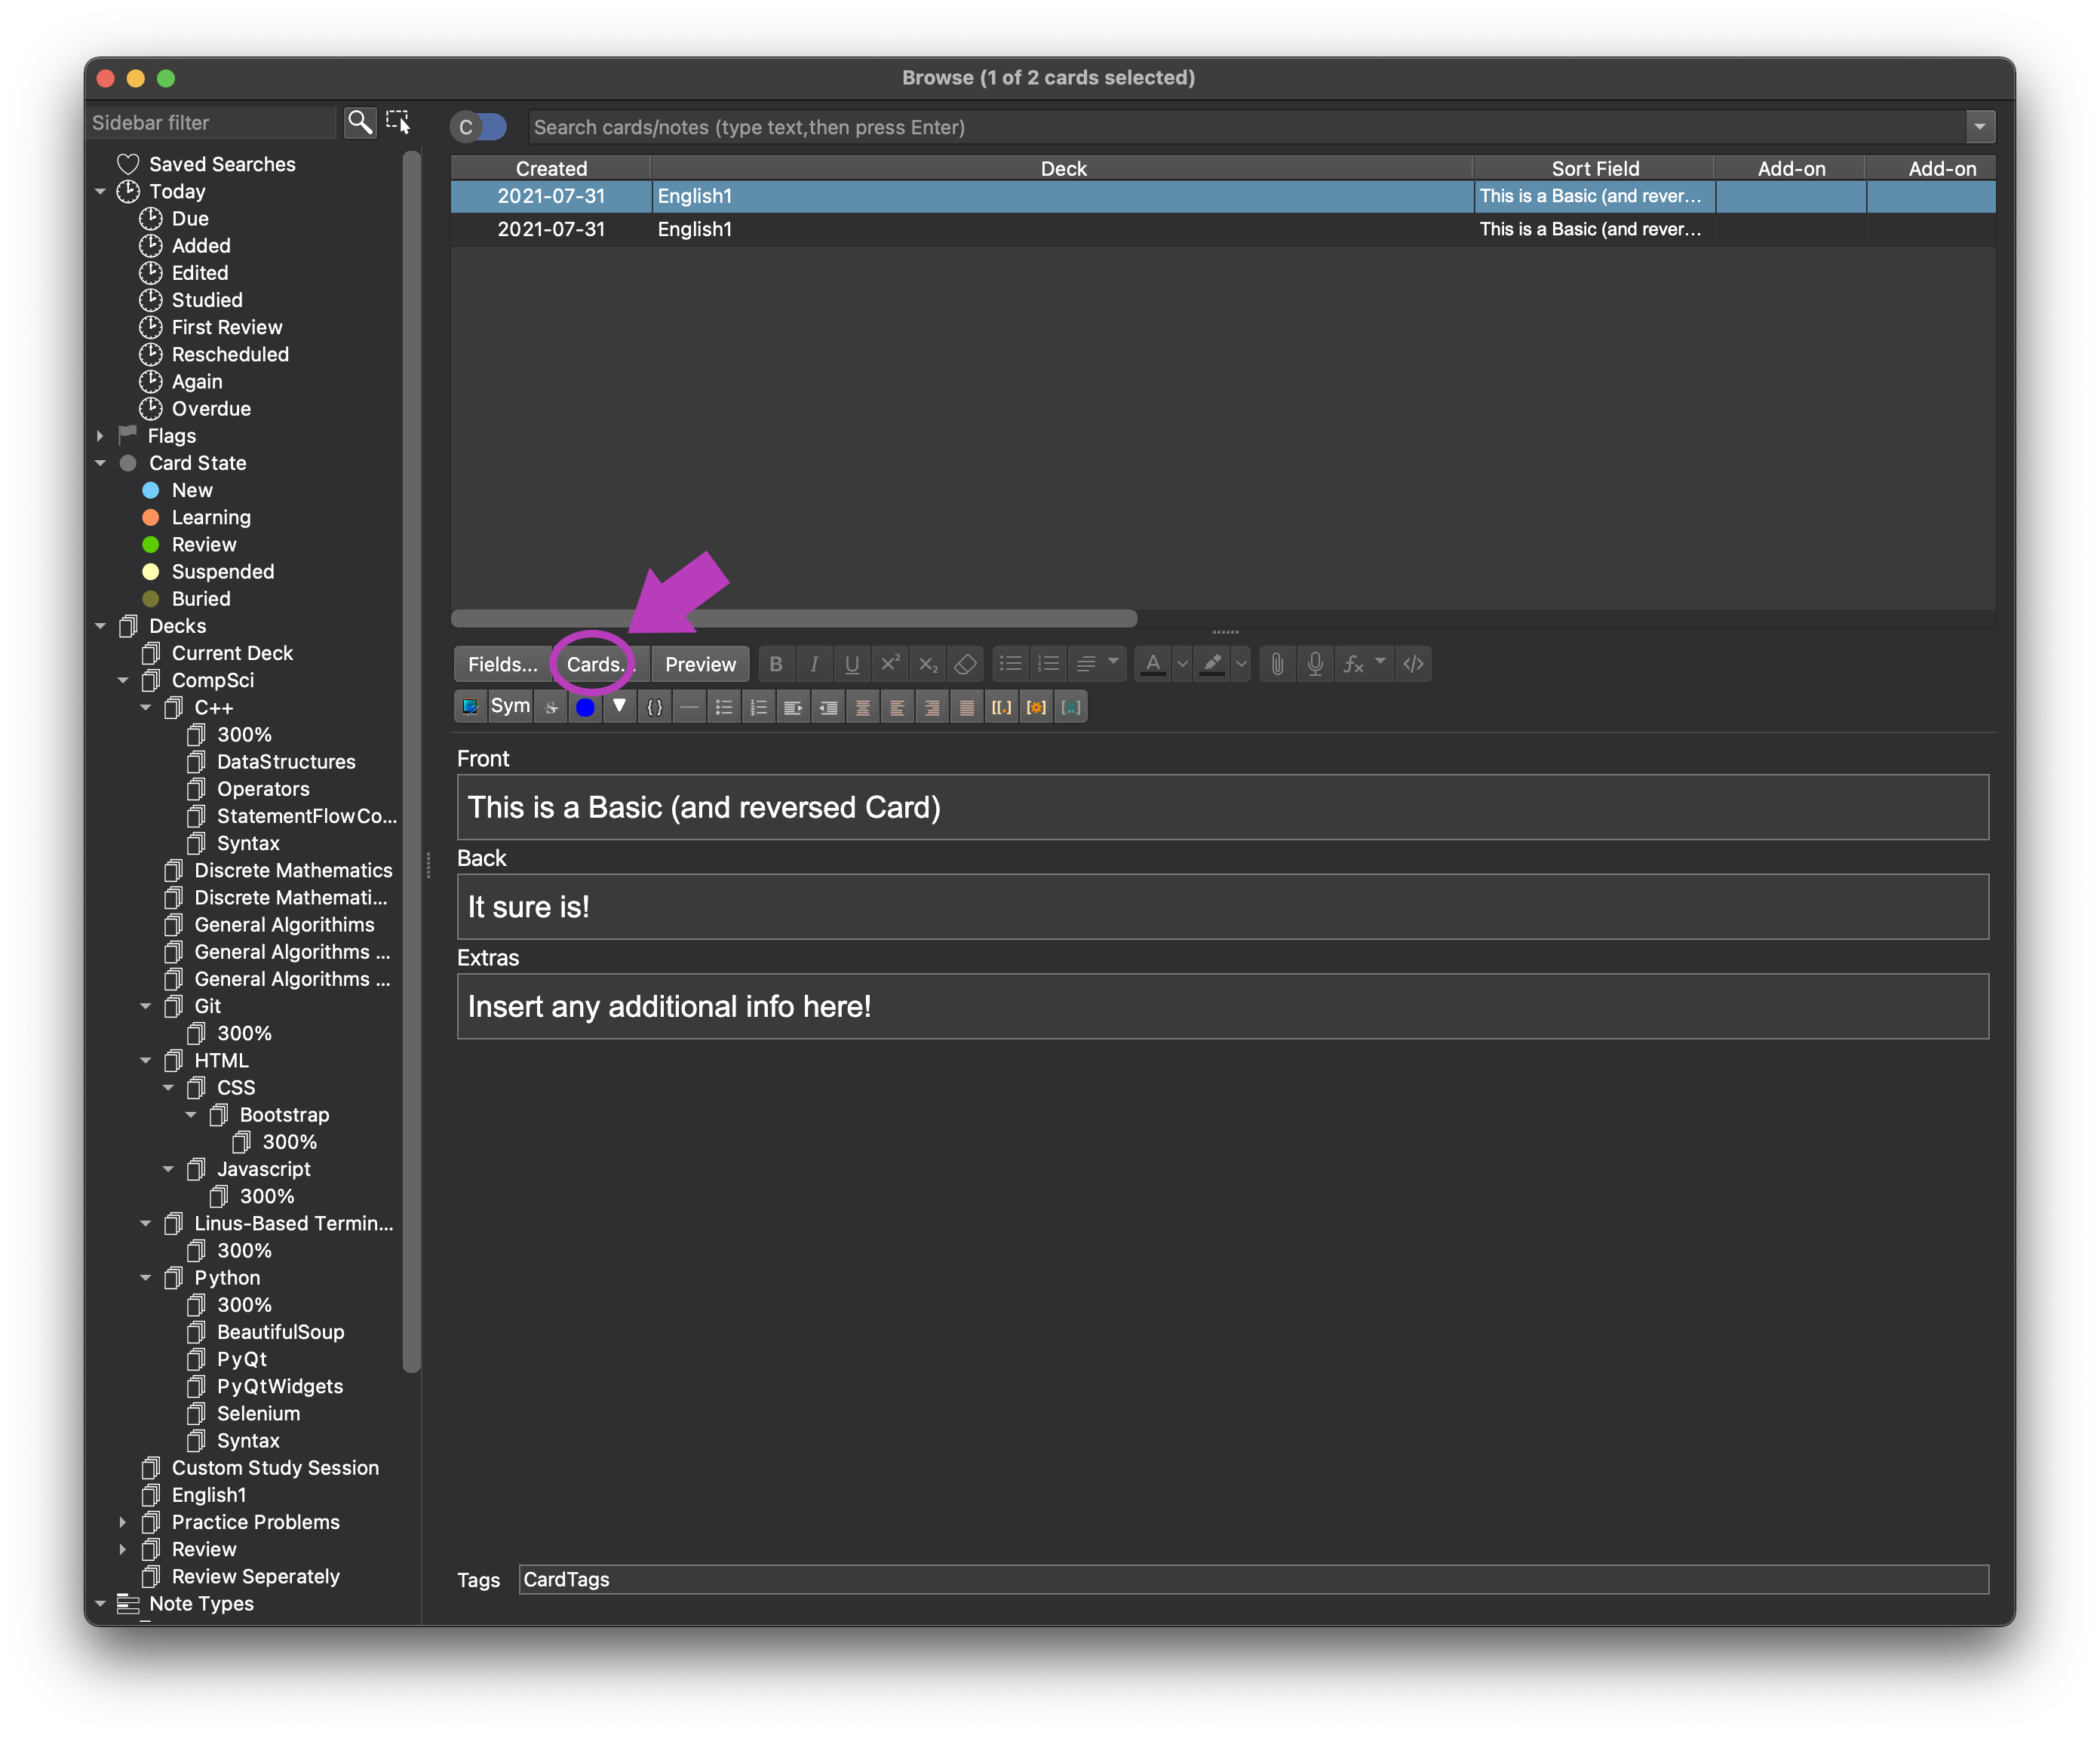 Browse (1 of 2 cards selected)
Sidebar filter
Saved Searches
Today
Due
Added
Edited
Studied
First Review
Rescheduled
Again
Overdue
Flags
Card State
New
Learning
Review
Suspended
Buried
Decks
Current Deck
CompSci
C++
300%
DataStructures
Operators
StatementFlowCo...
Syntax
Discrete Mathematics
Discrete Mathemati...
General Algorithims
General Algorithms ...
General Algorithms ...
Git
300%
HTML
CSS
Bootstrap
300%
Javascript
300%
Linus-Based Termin...
300%
Python
300%
BeautifulSoup
PyQt
PyQtWidgets
Selenium
Syntax
Custom Study Session
English1
Practice Problems
Review
Review Seperately
Note Types
C
Search cards/notes (type text,then press Enter)
Created Deck Sort Field Add-on Add-on
2021-07-31 English1 This is a Basic (and rever...
2021-07-31 English1 This is a Basic (and rever...
Fields... Cards... Preview B I U x² x₂ A fx </>
Sym S {} [[.] [ ] [ ]
Front
This is a Basic (and reversed Card)
Back
It sure is!
Extras
Insert any additional info here!
Tags CardTags